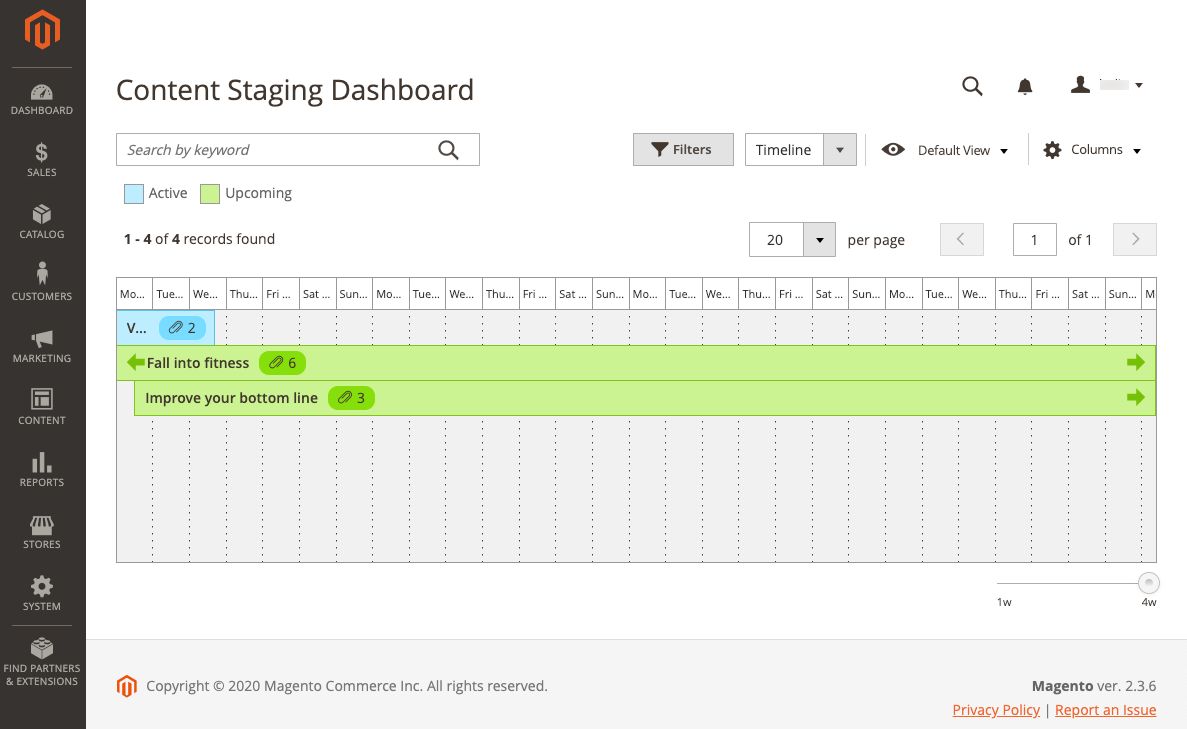 Content Staging Dashboard
DASHBOARD
SALES
CATALOG
CUSTOMERS
MARKETING
CONTENT
REPORTS
STORES
SYSTEM
FIND PARTNERS
& EXTENSIONS
Search by keyword
Filters
Timeline
Default View
Columns
Active Upcoming
1 - 4 of 4 records found
20 per page
1 of 1
Mo... Tue... We... Thu... Fri ... Sat ... Sun... Mo... Tue... We... Thu... Fri ... Sat ... Sun... Mo... Tue... We... Thu... Fri ... Sat ... Sun... Mo... Tue... We... Thu... Fri ... Sat ... Sun... M
V... 2
Fall into fitness 6
Improve your bottom line 3
1w 4w
Copyright © 2020 Magento Commerce Inc. All rights reserved.
Magento ver. 2.3.6
Privacy Policy | Report an Issue